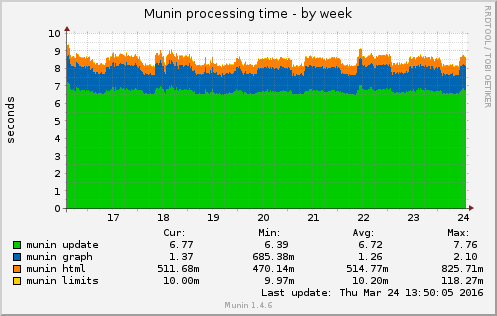 Munin processing time - by week
RRDTOOL / TOBI OETIKER
seconds
10
9
8
7
6
5
4
3
2
1
0
17 18 19 20 21 22 23 24
Cur: Min: Avg: Max:
munin update 6.77 6.39 6.72 7.76
munin graph 1.37 685.38m 1.26 2.10
munin html 511.68m 470.14m 514.77m 825.71m
munin limits 10.00m 9.97m 10.20m 118.27m
Last update: Thu Mar 24 13:50:05 2016
Munin 1.4.6